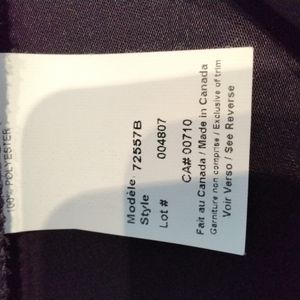 100% POLYESTER
Modèle 72557B
Style
Lot # 004807
CA# 00710
Fait au Canada / Made in Canada
Garniture non comprise / Exclusive of trim
Voir Verso / See Reverse